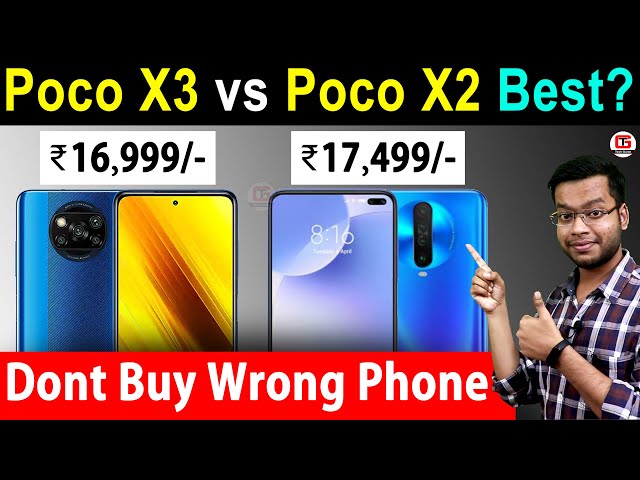 Poco X3 vs Poco X2 Best?
₹16,999/-
₹17,499/-
8:16
Dont Buy Wrong Phone